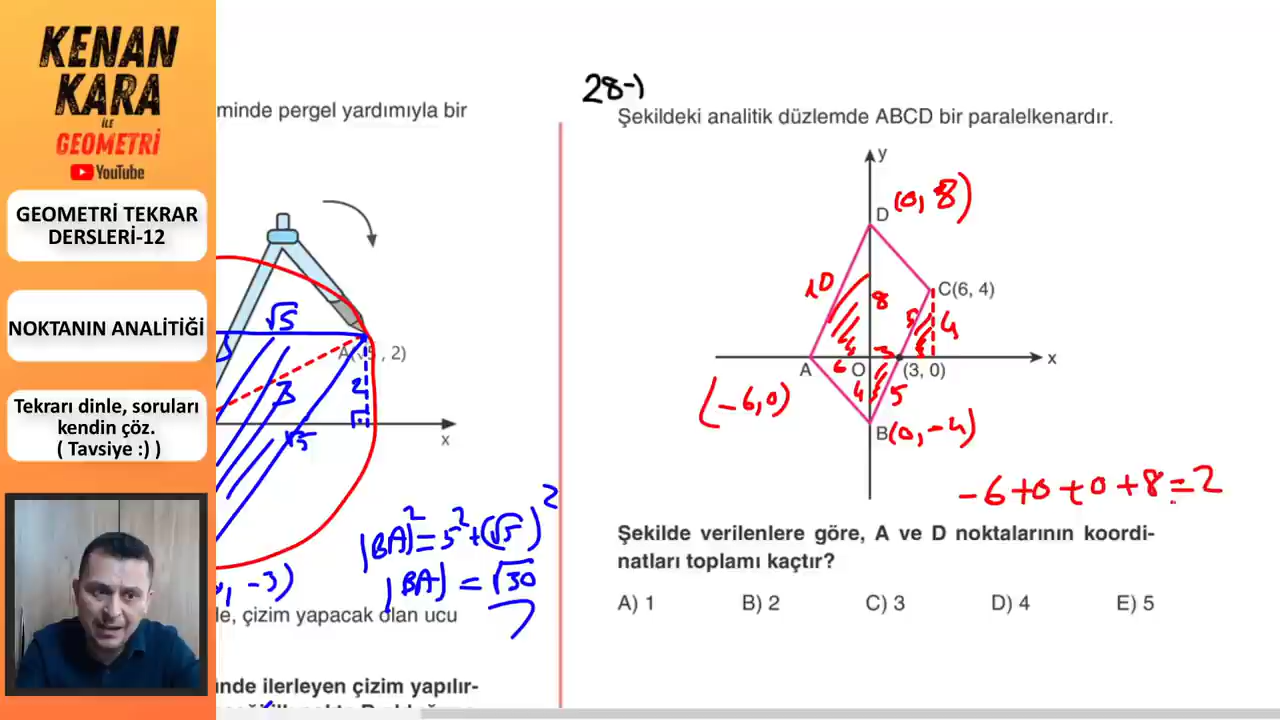 KENAN
KARA
İLE
GEOMETRİ
YouTube
GEOMETRİ TEKRAR
DERSLERİ-12
NOKTANIN ANALİTİĞİ
Tekrarı dinle, soruları
kendin çöz.
( Tavsiye :) )
minde pergel yardımıyla bir
√5
, 2)
3
2
√5
x
, -3)
|BA|² = 5² + (√5)²
|BA| = √30
le, çizim yapacak olan ucu
ünde ilerleyen çizim yapılır-
28-)
Şekildeki analitik düzlemde ABCD bir paralelkenardır.
y
D (0, 8)
10
8
C(6, 4)
5
4
3
A
6
O
(3, 0)
x
(-6,0)
4
5
B(0, -4)
-6+0+0+8=2
Şekilde verilenlere göre, A ve D noktalarının koordi-
natları toplamı kaçtır?
A) 1 B) 2 C) 3 D) 4 E) 5